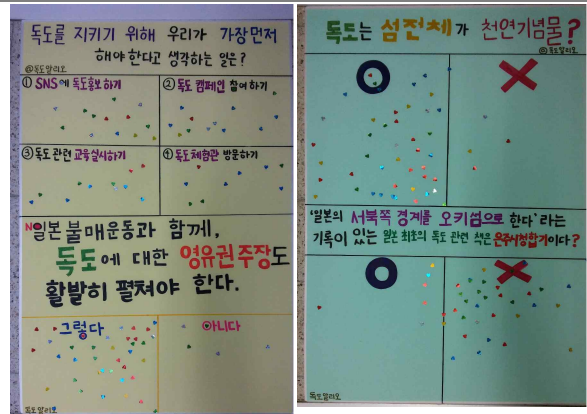 독도를 지키기 위해 우리가 가장먼저
해야 한다고 생각하는 일은?
@독도알리오
① SNS에 독도홍보하기
② 독도 캠페인 참여하기
③ 독도 관련 교육실시하기
④ 독도체험관 방문하기
일본 불매운동과 함께,
독도에 대한 영유권주장도
활발히 펼쳐야 한다.
그렇다
아니다
독도알리오
독도는 섬전체가 천연기념물?
@독도알리오
O
X
'일본의 서북쪽 경계를 오키섬으로 한다'라는
기록이 있는 일본 최초의 독도 관련 책은 은주시청합기이다?
O
X
독도알리오